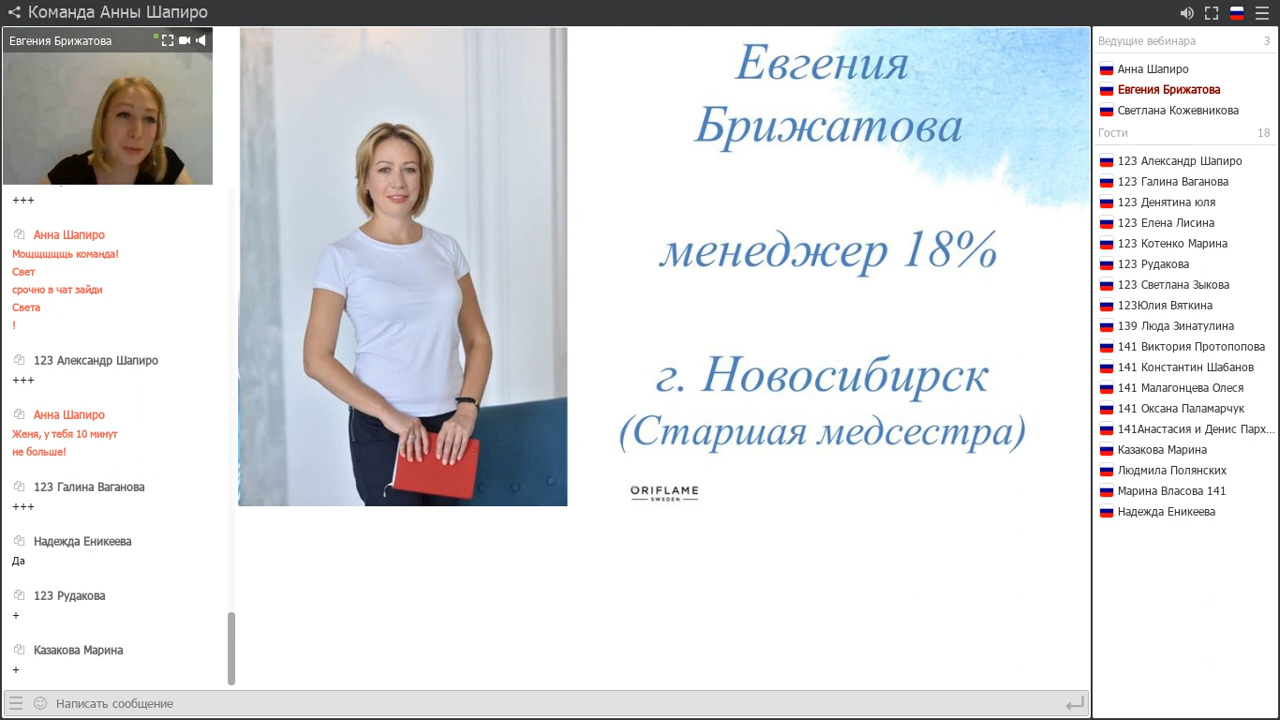 Команда Анны Шапиро
Евгения Брижатова
+++
Анна Шапиро
Мощщщщщь команда!
Свет
срочно в чат зайди
Света
!
123 Александр Шапиро
+++
Анна Шапиро
Женя, у тебя 10 минут
не больше!
123 Галина Ваганова
+++
Надежда Еникеева
Да
123 Рудакова
+
Казакова Марина
+
Написать сообщение
Евгения
Брижатова
менеджер 18%
г. Новосибирск
(Старшая медсестра)
ORIFLAME
SWEDEN
Ведущие вебинара 3
Анна Шапиро
Евгения Брижатова
Светлана Кожевникова
Гости 18
123 Александр Шапиро
123 Галина Ваганова
123 Денятина юля
123 Елена Лисина
123 Котенко Марина
123 Рудакова
123 Светлана Зыкова
123Юлия Вяткина
139 Люда Зинатулина
141 Виктория Протопопова
141 Константин Шабанов
141 Малагонцева Олеся
141 Оксана Паламарчук
141Анастасия и Денис Парх...
Казакова Марина
Людмила Полянских
Марина Власова 141
Надежда Еникеева